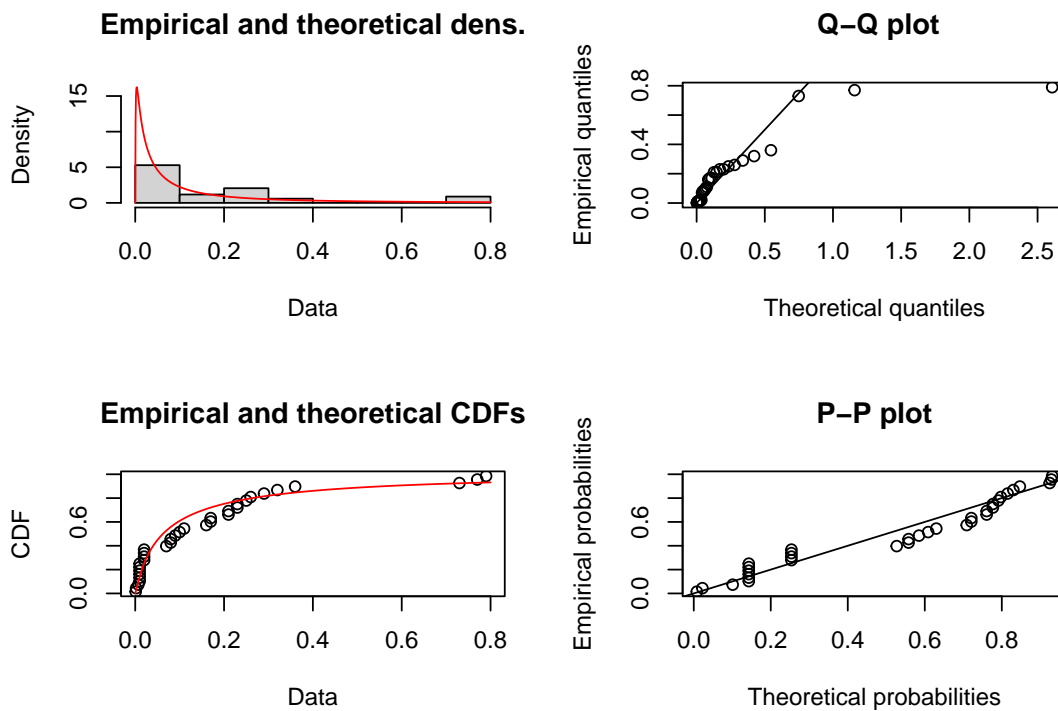 Empirical and theoretical dens.
Density
0 5 15
0.0 0.2 0.4 0.6 0.8
Data
Q−Q plot
Empirical quantiles
0.0 0.4 0.8
0.0 0.5 1.0 1.5 2.0 2.5
Theoretical quantiles
Empirical and theoretical CDFs
CDF
0.0 0.6
0.0 0.2 0.4 0.6 0.8
Data
P−P plot
Empirical probabilities
0.0 0.6
0.0 0.2 0.4 0.6 0.8
Theoretical probabilities